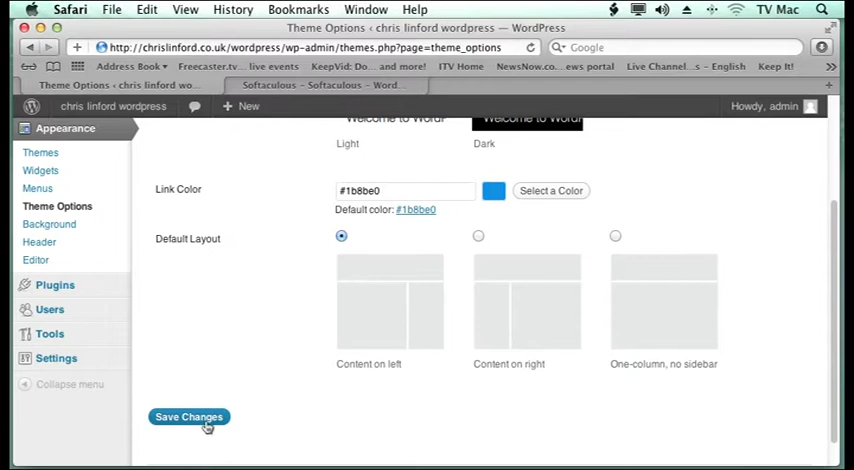 Safari File Edit View History Bookmarks Window Help TV Mac
Theme Options ‹ chris linford wordpress — WordPress
http://chrislinford.co.uk/wordpress/wp-admin/themes.php?page=theme_options Google
Address Book Freecaster.tv... live events KeepVid: Do... and more! ITV Home NewsNow.co....ews portal Live Channel...s – English Keep It!
Theme Options ‹ chris linford wo... Softaculous – Softaculous – Word...
chris linford wordpress + New Howdy, admin
Appearance
Themes
Widgets
Menus
Theme Options
Background
Header
Editor
Plugins
Users
Tools
Settings
Collapse menu
Light Dark
Link Color #1b8be0 Select a Color
Default color: #1b8be0
Default Layout
Content on left Content on right One-column, no sidebar
Save Changes